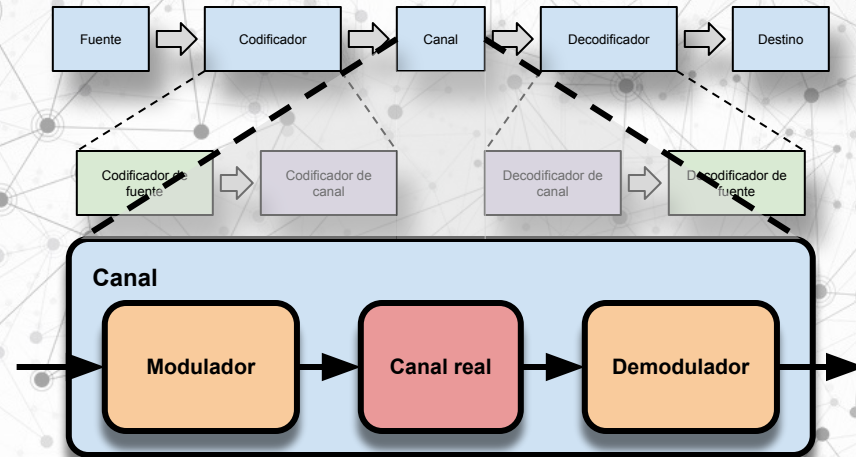 Fuente
Codificador
Canal
Decodificador
Destino
Codificador de
fuente
Codificador de
canal
Decodificador de
canal
Decodificador de
fuente
Canal
Modulador
Canal real
Demodulador